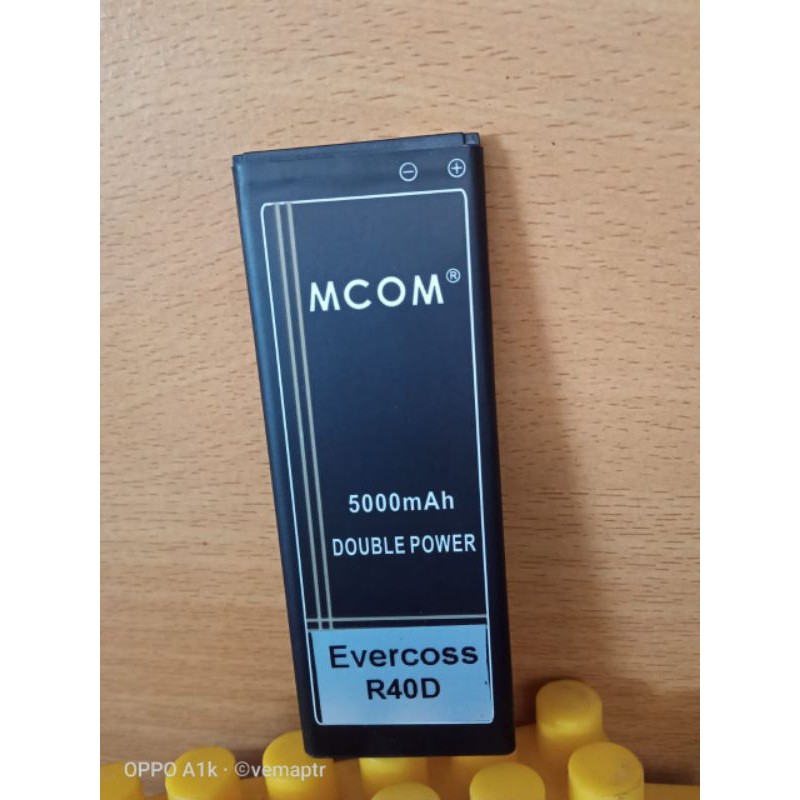 ⊖ ⊕
MCOM®
5000mAh
DOUBLE POWER
Evercoss
R40D
OPPO A1k · ©vemaptr